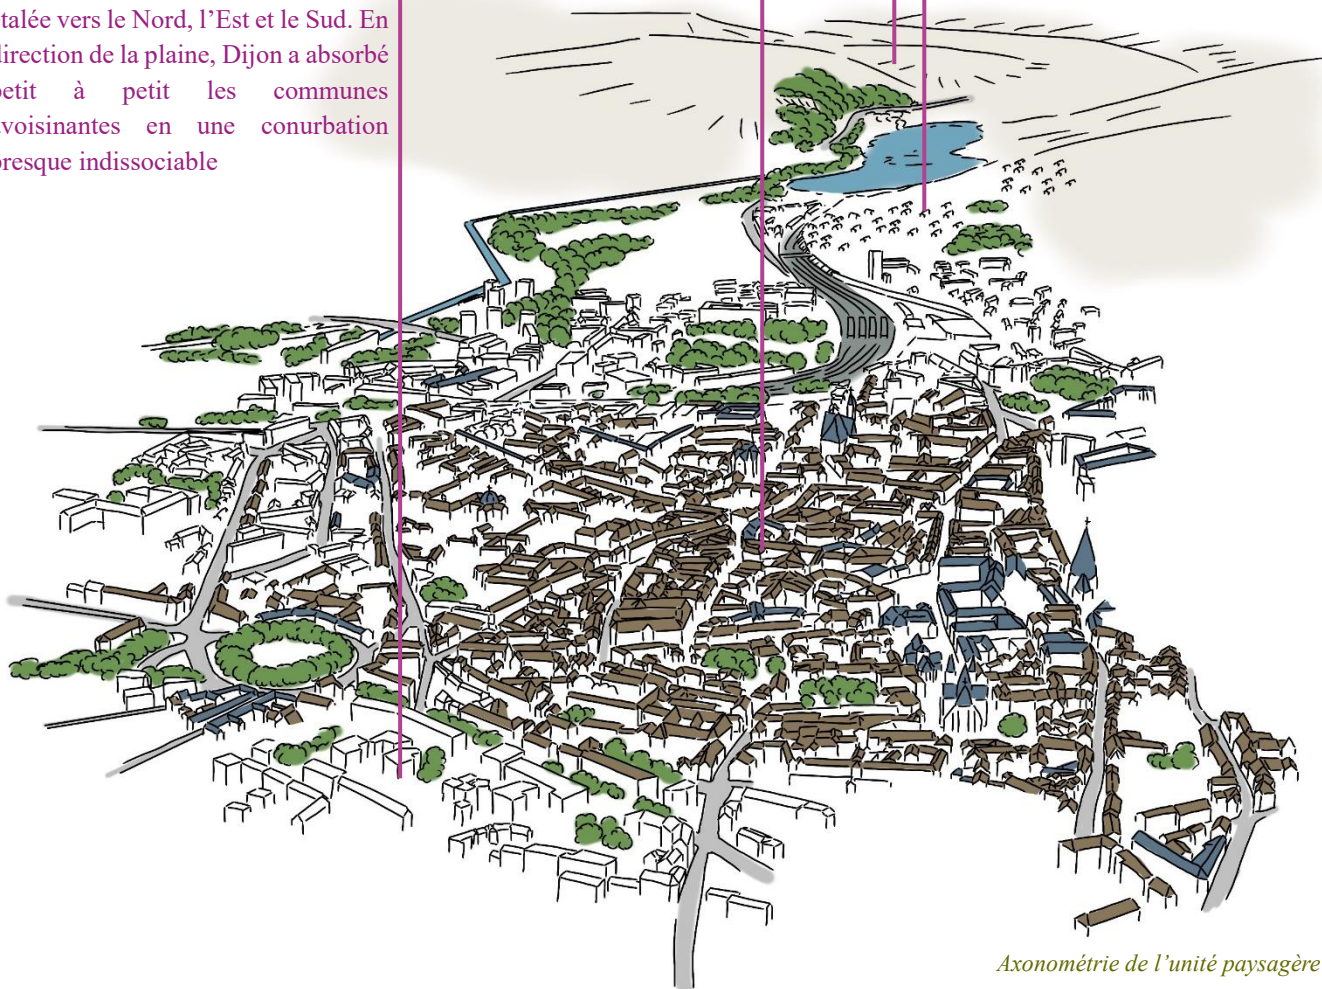 talée vers le Nord, l'Est et le Sud. En
direction de la plaine, Dijon a absorbé
petit à petit les communes
avoisinantes en une conurbation
presque indissociable
Axonométrie de l'unité paysagère